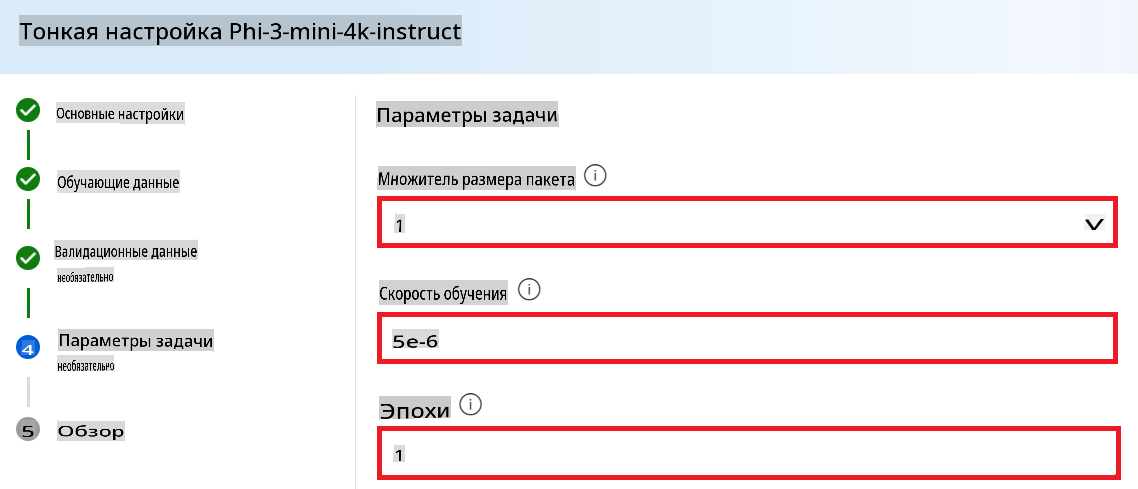 Тонкая настройка Phi-3-mini-4k-instruct
Основные настройки
Обучающие данные
Валидационные данные
необязательно
4
Параметры задачи
необязательно
5
Обзор
Параметры задачи
Множитель размера пакета
1
Скорость обучения
5e-6
Эпохи
1